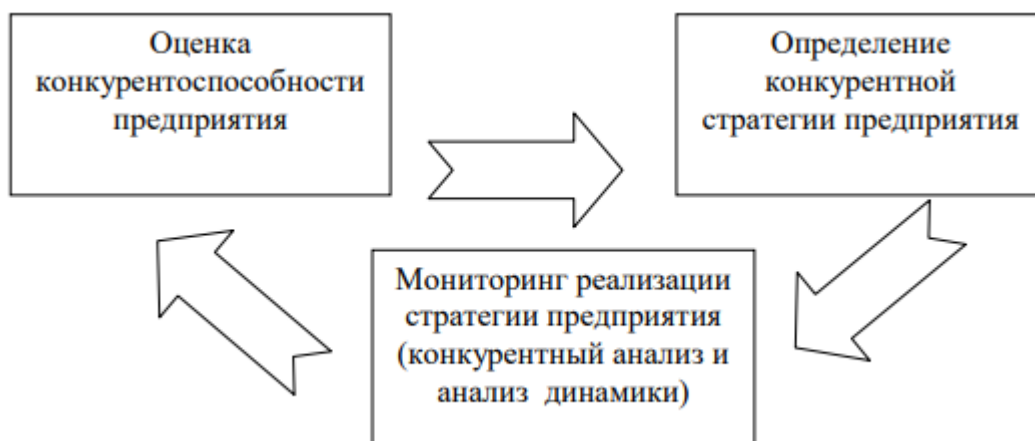 Оценка
конкурентоспособности
предприятия
Определение
конкурентной
стратегии предприятия
Мониторинг реализации
стратегии предприятия
(конкурентный анализ и
анализ динамики)